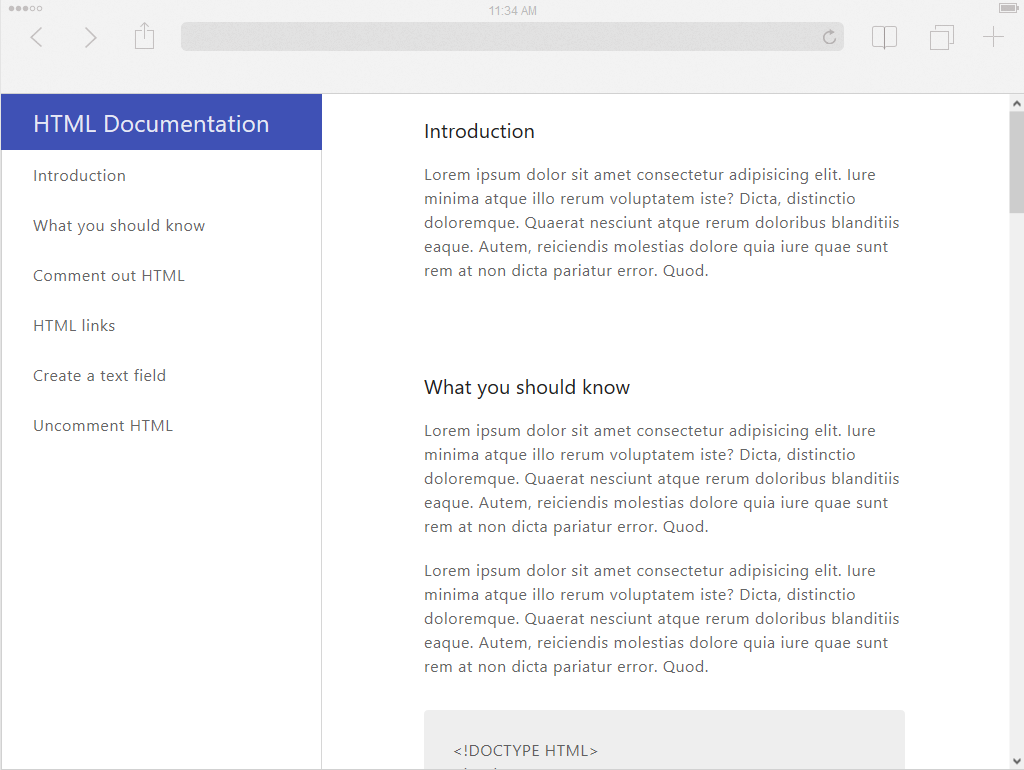 11:34 AM
HTML Documentation
Introduction
What you should know
Comment out HTML
HTML links
Create a text field
Uncomment HTML
Introduction
Lorem ipsum dolor sit amet consectetur adipisicing elit. Iure
minima atque illo rerum voluptatem iste? Dicta, distinctio
doloremque. Quaerat nesciunt atque rerum doloribus blanditiis
eaque. Autem, reiciendis molestias dolore quia iure quae sunt
rem at non dicta pariatur error. Quod.
What you should know
Lorem ipsum dolor sit amet consectetur adipisicing elit. Iure
minima atque illo rerum voluptatem iste? Dicta, distinctio
doloremque. Quaerat nesciunt atque rerum doloribus blanditiis
eaque. Autem, reiciendis molestias dolore quia iure quae sunt
rem at non dicta pariatur error. Quod.
Lorem ipsum dolor sit amet consectetur adipisicing elit. Iure
minima atque illo rerum voluptatem iste? Dicta, distinctio
doloremque. Quaerat nesciunt atque rerum doloribus blanditiis
eaque. Autem, reiciendis molestias dolore quia iure quae sunt
rem at non dicta pariatur error. Quod.
<!DOCTYPE HTML>